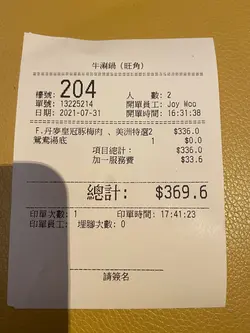 牛涮鍋 (旺角)
檯號: 204 人 數: 2
單號: 13225214 開單員工: Joy Woo
日期: 2021-07-31 開單時間: 16:31:38
F.丹麥皇冠豚梅肉 、美洲特選2 $336.0
鴛鴦湯底 1 $0.0
項目總計: $336.0
加一服務費 $33.6
總計: $369.6
印單次數: 1 印單時間: 17:41:23
印單員工: 埋腳次數: 0
請簽名